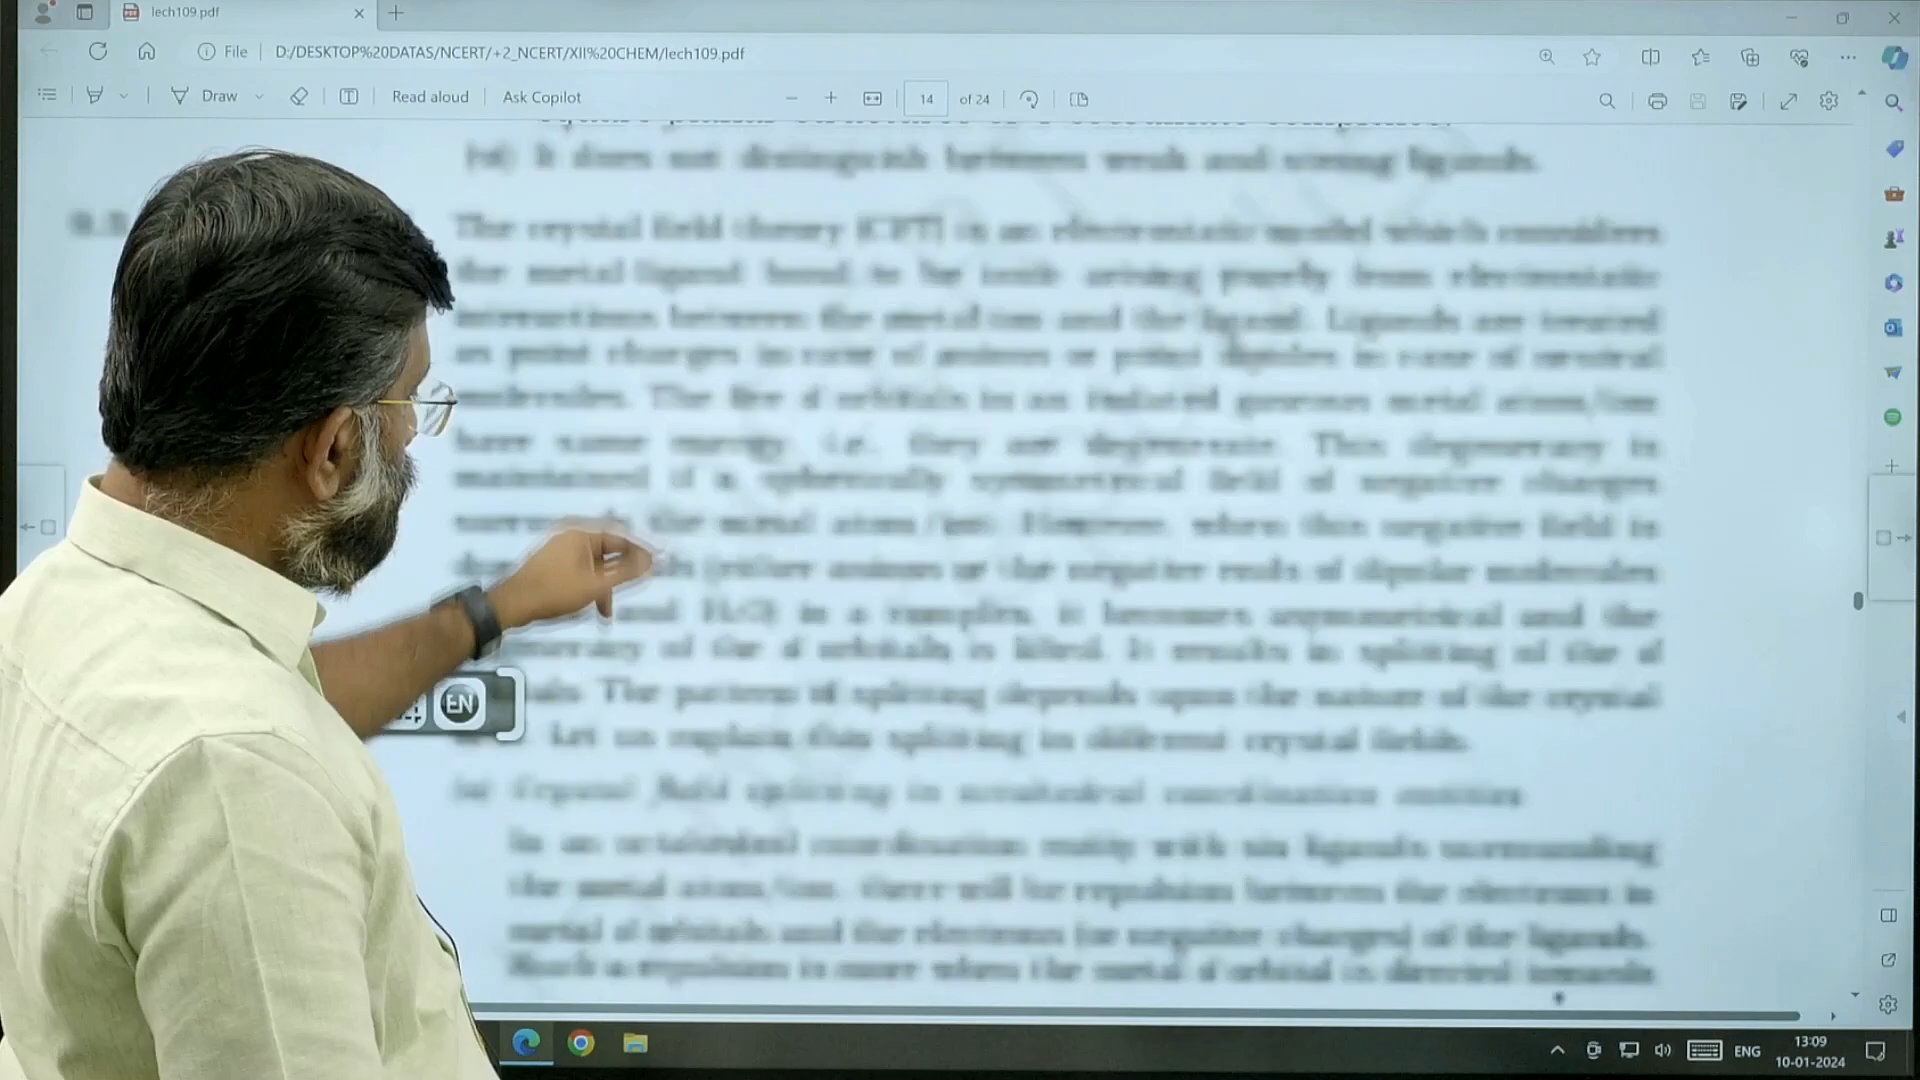 lech109.pdf
File D:/DESKTOP%20DATAS/NCERT/+2_NCERT/XII%20CHEM/lech109.pdf
Draw Read aloud Ask Copilot 14 of 24
It does not distinguish between weak and strong ligands.
The crystal field theory (CFT) is an electrostatic model which considers
the metal-ligand bond to be ionic arising purely from electrostatic
interactions between the metal ion and the ligand. Ligands are treated
as point charges in case of anions or point dipoles in case of neutral
molecules. The five d orbitals in an isolated gaseous metal atom/ion
have same energy, i.e., they are degenerate. This degeneracy is
maintained if a spherically symmetrical field of negative charges
the metal atom/ion. However, when this negative field is
(either anions or the negative ends of dipolar molecules
and H2O) in a complex, it becomes asymmetrical and the
of the d orbitals is lifted. It results in splitting of the d
The pattern of splitting depends upon the nature of the crystal
EN
Let us explain this splitting in different crystal fields.
(a) Crystal field splitting in octahedral coordination entities
In an octahedral coordination entity with six ligands surrounding
the metal atom/ion, there will be repulsion between the electrons in
metal d orbitals and the electrons (or negative charges) of the ligands.
Such a repulsion is more when the metal d orbital is directed towards
ENG
13:09
10-01-2024